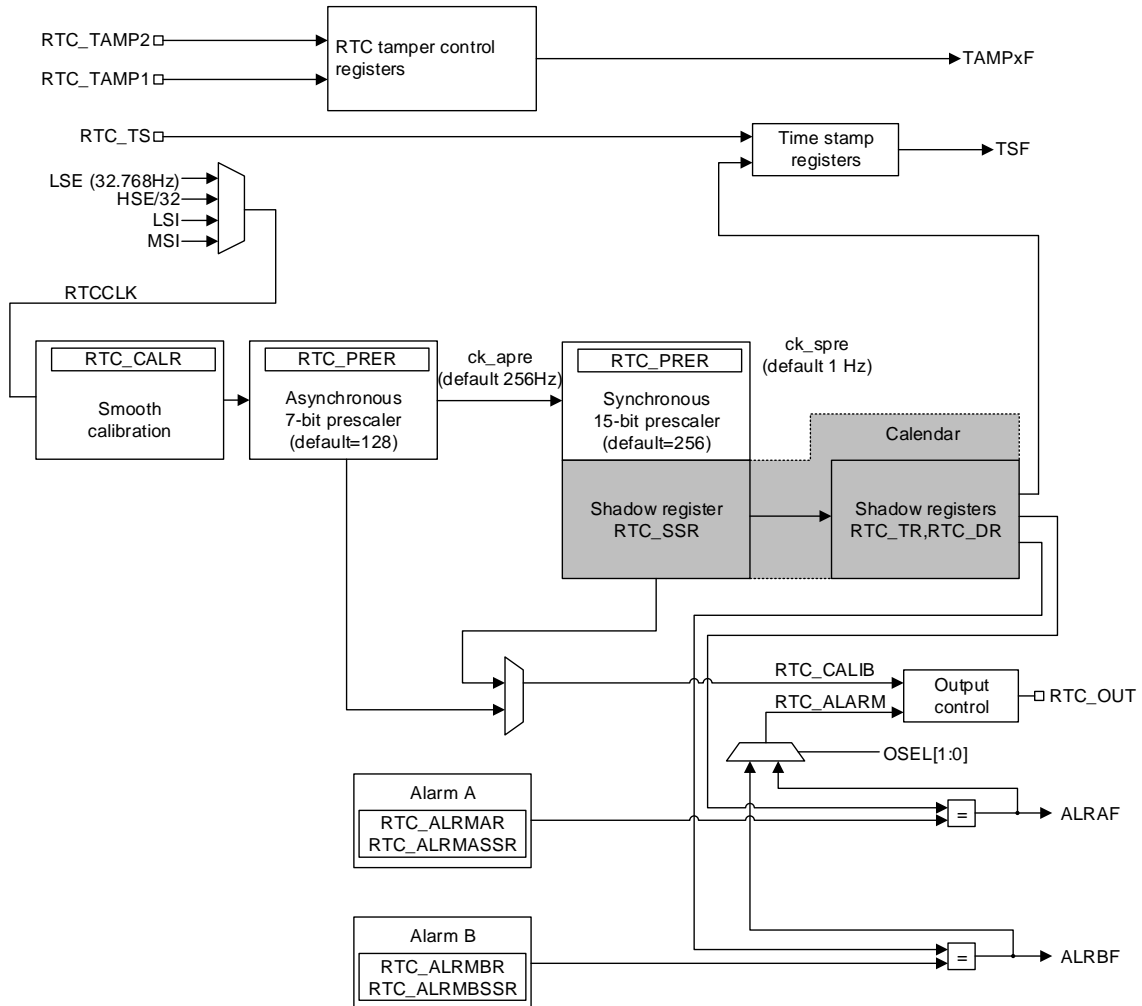 RTC_TAMP2
RTC_TAMP1
RTC tamper control
registers
TAMPxF
RTC_TS
Time stamp
registers
TSF
LSE (32.768Hz)
HSE/32
LSI
MSI
RTCCLK
RTC_CALR
Smooth
calibration
RTC_PRER
Asynchronous
7-bit prescaler
(default=128)
ck_apre
(default 256Hz)
RTC_PRER
Synchronous
15-bit prescaler
(default=256)
ck_spre
(default 1 Hz)
Calendar
Shadow register
RTC_SSR
Shadow registers
RTC_TR,RTC_DR
RTC_CALIB
RTC_ALARM
Output
control
RTC_OUT
OSEL[1:0]
Alarm A
RTC_ALRMAR
RTC_ALRMASSR
=
ALRAF
Alarm B
RTC_ALRMBR
RTC_ALRMBSSR
=
ALRBF